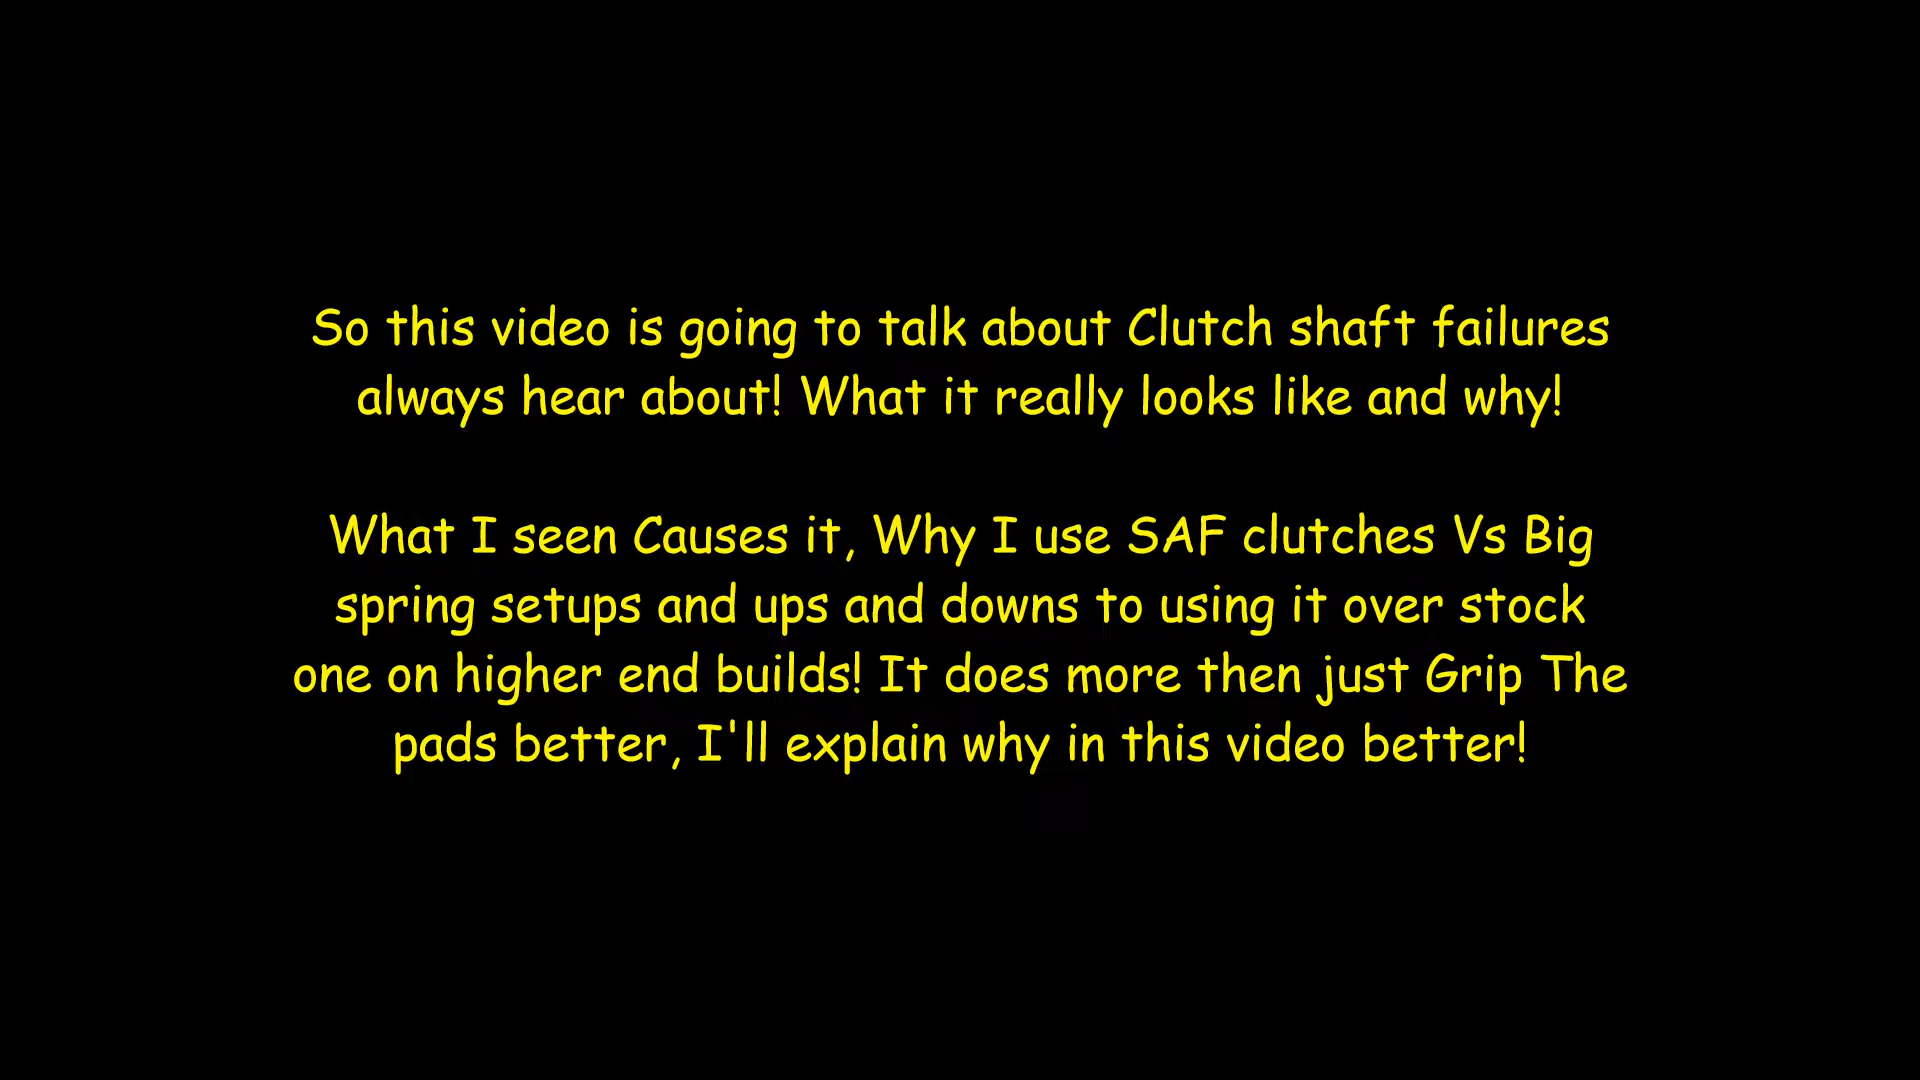 So this video is going to talk about Clutch shaft failures
always hear about! What it really looks like and why!
What I seen Causes it, Why I use SAF clutches Vs Big
spring setups and ups and downs to using it over stock
one on higher end builds! It does more then just Grip The
pads better, I'll explain why in this video better!